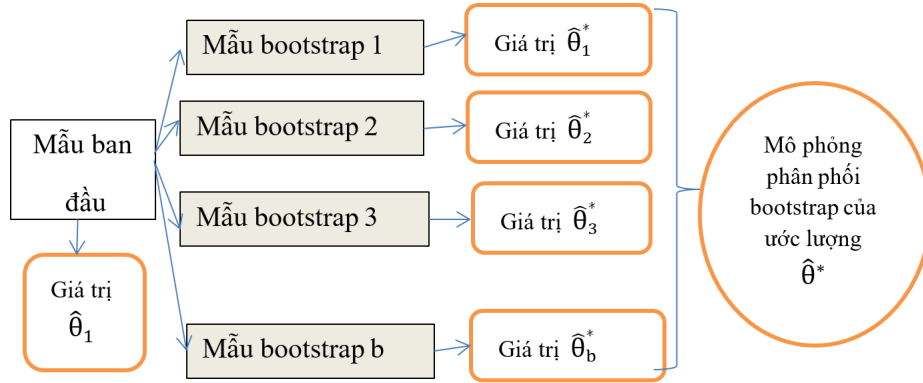 Mẫu ban
đầu
Giá trị
θ̂₁
Mẫu bootstrap 1
Giá trị θ̂₁*
Mẫu bootstrap 2
Giá trị θ̂₂*
Mẫu bootstrap 3
Giá trị θ̂₃*
Mẫu bootstrap b
Giá trị θ̂_b*
Mô phỏng
phân phối
bootstrap của
ước lượng
θ̂*